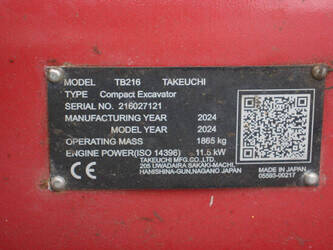 MODEL TB216 TAKEUCHI
TYPE Compact Excavator
SERIAL NO. 216027121
MANUFACTURING YEAR 2024
MODEL YEAR 2024
OPERATING MASS 1865 kg
ENGINE POWER(ISO 14396) 11.5 kW
TAKEUCHI MFG.CO.,LTD.
205 UWADAIRA SAKAKI-MACHI,
HANISHINA-GUN,NAGANO JAPAN
CE
MADE IN JAPAN
05593-00217